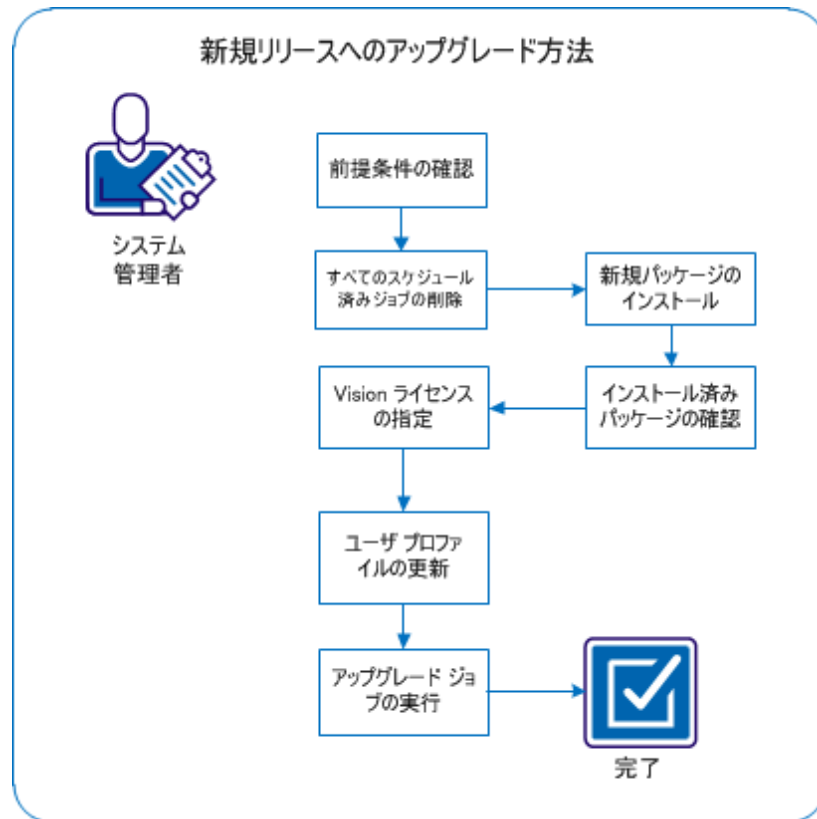 新規リリースへのアップグレード方法
システム
管理者
前提条件の確認
すべてのスケジュール
済みジョブの削除
新規パッケージの
インストール
インストール済み
パッケージの確認
Vision ライセンス
の指定
ユーザ プロファ
イルの更新
アップグレード ジョ
ブの実行
完了